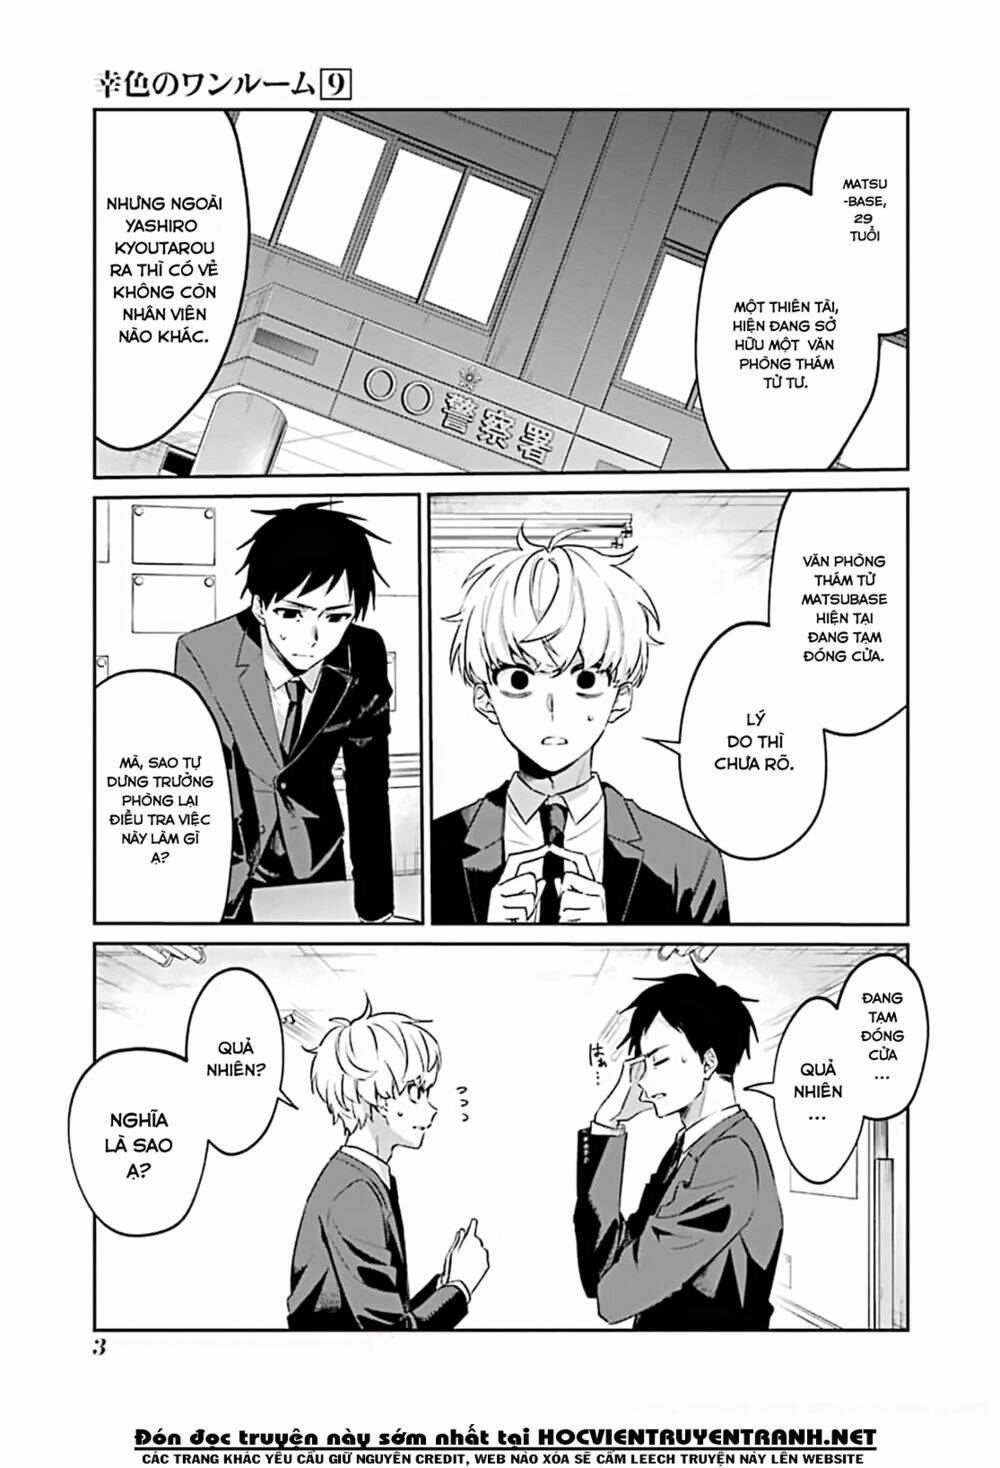 幸色のワンルーム 9
MATSU
-BASE,
29
TUỔI
MỘT THIÊN TÀI,
HIỆN ĐANG SỞ
HỮU MỘT VĂN
PHÒNG THÁM
TỬ TƯ.
NHƯNG NGOÀI
YASHIRO
KYOUTAROU
RA THÌ CÓ VẺ
KHÔNG CÒN
NHÂN VIÊN
NÀO KHÁC.
〇〇警察署
VĂN PHÒNG
THÁM TỬ
MATSUBASE
HIỆN TẠI
ĐANG TẠM
ĐÓNG CỬA.
LÝ
DO THÌ
CHƯA RÕ.
MÀ, SAO TỰ
DƯNG TRƯỞNG
PHÒNG LẠI
ĐIỀU TRA VIỆC
NÀY LÀM GÌ
Ạ?
ĐANG
TẠM
ĐÓNG
CỬA
...
QUẢ
NHIÊN
...
はぁ…
QUẢ
NHIÊN?
NGHĨA
LÀ SAO
Ạ?
3
Đón đọc truyện này sớm nhất tại HOCVIENTRUYENTRANH.NET
CÁC TRANG KHÁC YÊU CẦU GIỮ NGUYÊN CREDIT, WEB NÀO XÓA SẼ CẤM LEECH TRUYỆN NÀY LÊN WEBSITE